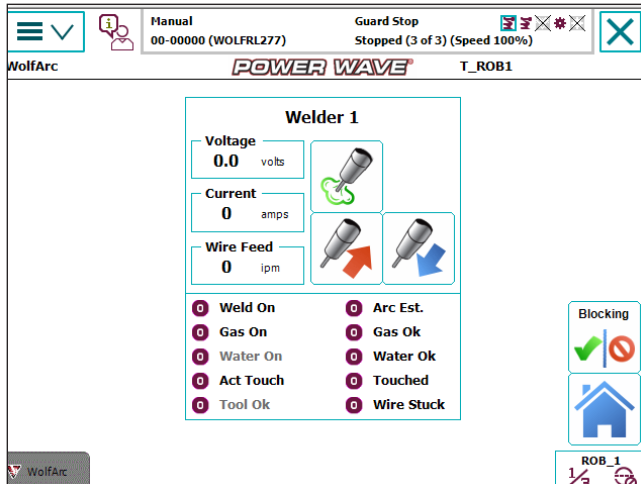 Manual
Guard Stop
00-00000 (WOLFRL277)
Stopped (3 of 3) (Speed 100%)
WolfArc
POWER WAVE®
T_ROB1
Welder 1
Voltage
0.0 volts
Current
0 amps
Wire Feed
0 ipm
0 Weld On
0 Arc Est.
0 Gas On
0 Gas Ok
0 Water On
0 Water Ok
0 Act Touch
0 Touched
0 Tool Ok
0 Wire Stuck
Blocking
WolfArc
ROB_1
1/3